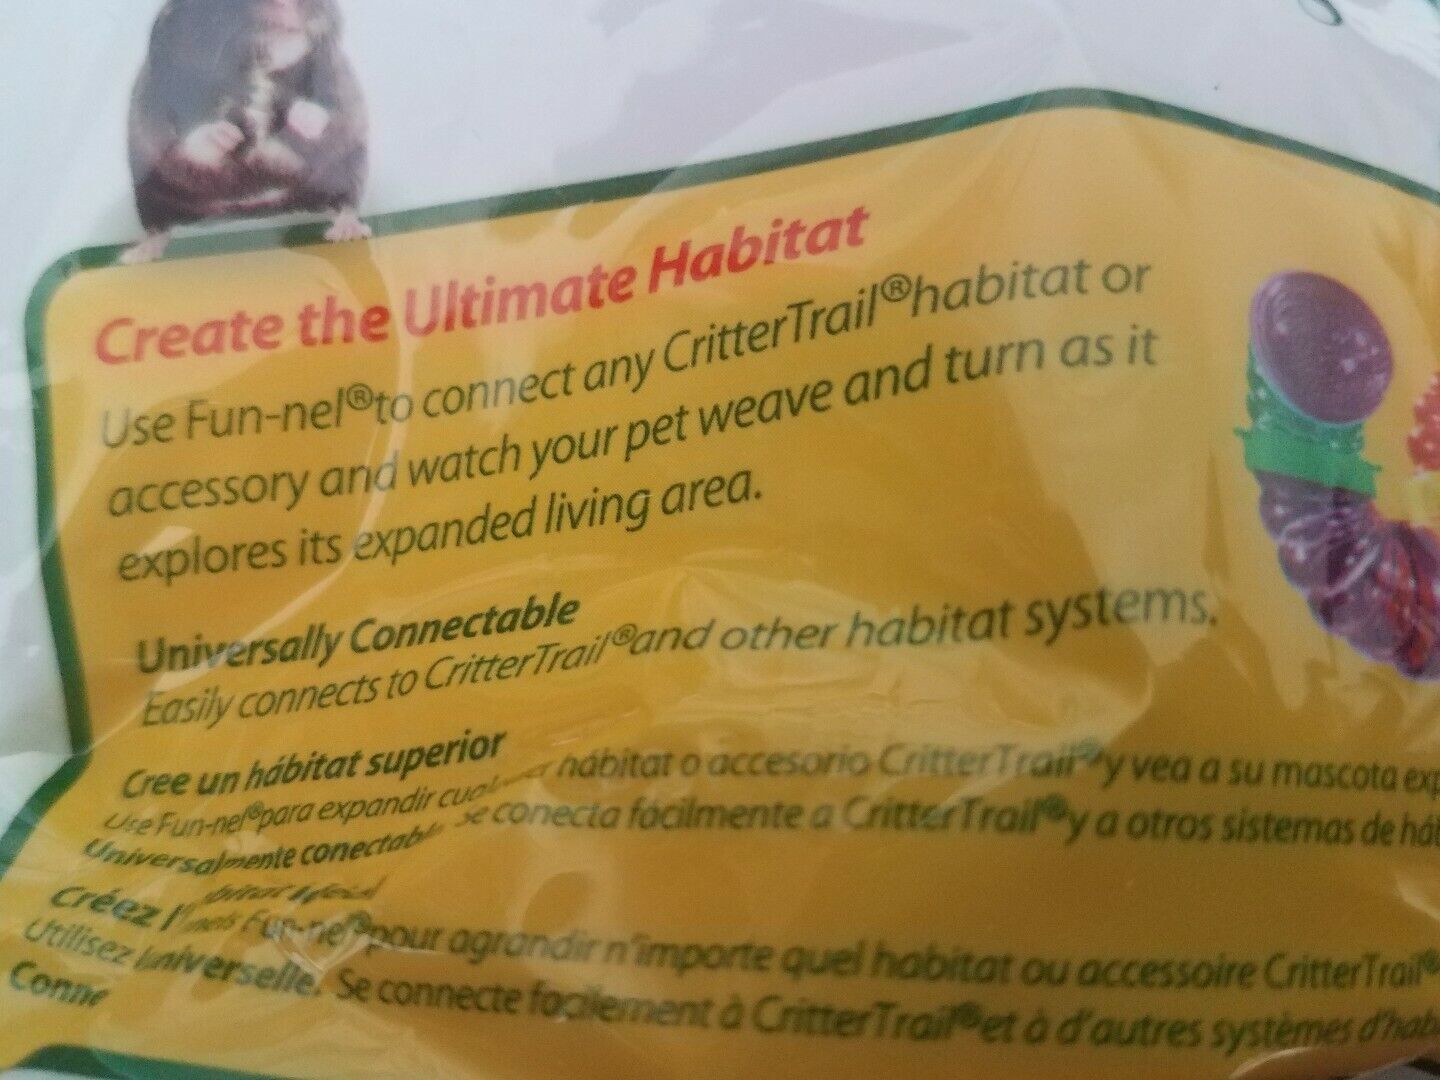 Create the Ultimate Habitat
Use Fun-nel® to connect any CritterTrail® habitat or
accessory and watch your pet weave and turn as it
explores its expanded living area.
Universally Connectable
Easily connects to CritterTrail® and other habitat systems.
Cree un hábitat superior
Use Fun-nel® para expandir hábitat o accesorio CritterTrail® y vea a su mascota
Universalmente Se conecta fácilmente a CritterTrail® y a otros sistemas de
Créez
Utilisez Fun-nel® pour agrandir n'importe quel habitat ou accessoire CritterTrail®
universelle. Se connecte facilement à CritterTrail® et à d'autres systèmes